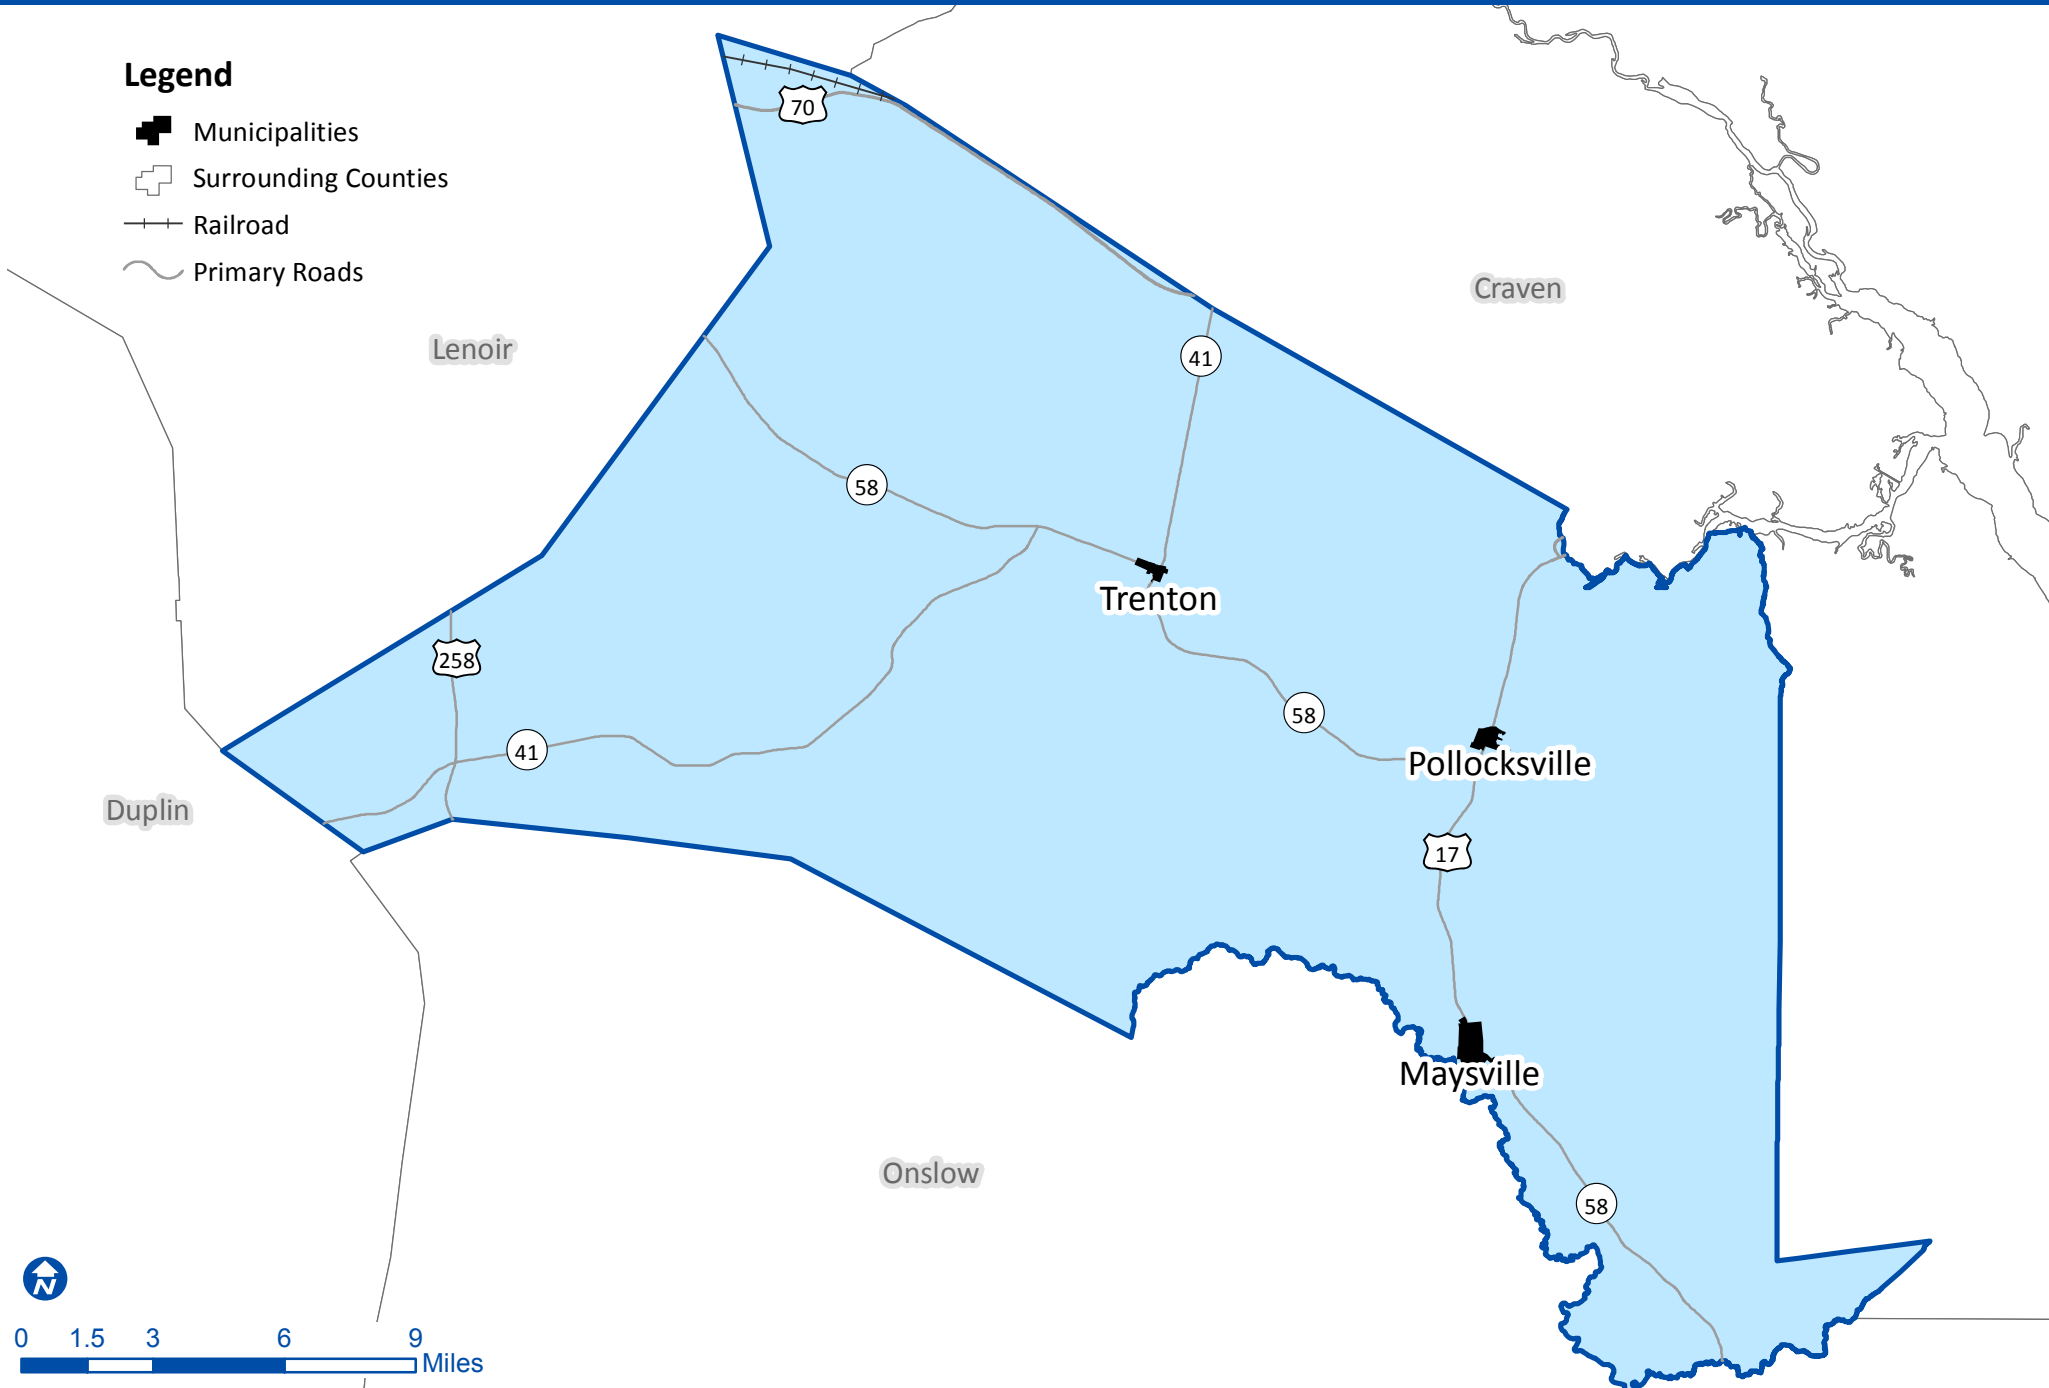 Legend
Municipalities
Surrounding Counties
Railroad
Primary Roads
70
Craven
Lenoir
41
58
Trenton
258
58
41
Pollocksville
Duplin
17
Maysville
Onslow
58
N
0 1.5 3 6 9
Miles